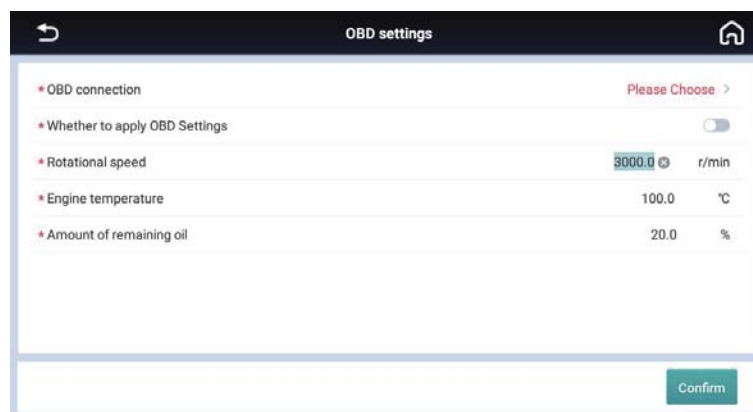 OBD settings
* OBD connection Please Choose >
* Whether to apply OBD Settings
* Rotational speed 3000.0 r/min
* Engine temperature 100.0 °C
* Amount of remaining oil 20.0 %
Confirm